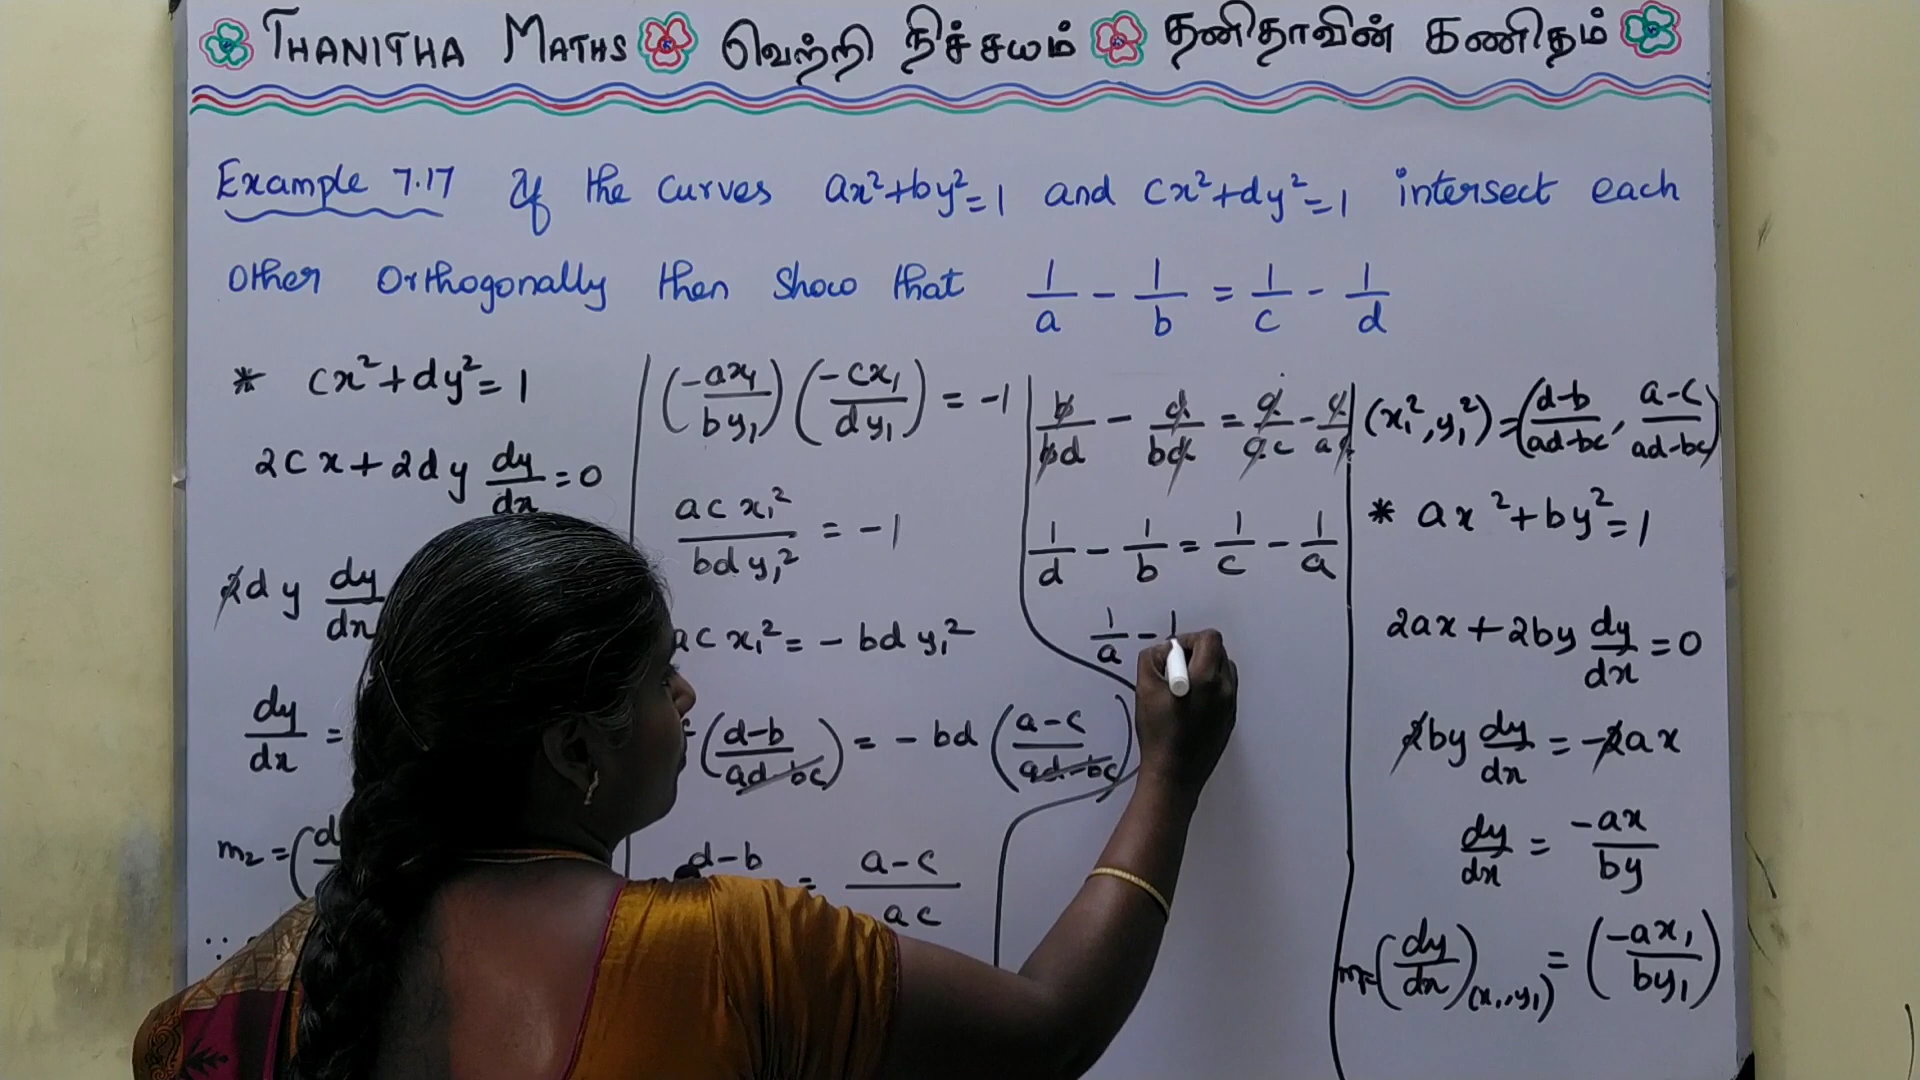 THANITHA MATHS வெற்றி நிச்சயம் தனிதாவின் கணிதம்
Example 7.17 If the curves ax²+by²=1 and cx²+dy²=1 intersect each
other orthogonally then show that 1/a - 1/b = 1/c - 1/d
* cx²+dy²=1
2cx+2dy dy/dx=0
2dy dy/dx
dy/dx =
m₂=(d
∴
(-ax₁/by₁)(-cx₁/dy₁) = -1
acx₁²/bdy₁² = -1
acx₁² = -bdy₁²
(d-b/ad-bc) = -bd(a-c/ad-bc)
d-b = a-c/ac
b/bd - d/bd = a/ac - c/ac
1/d - 1/b = 1/c - 1/a
1/a - 1
(x₁², y₁²) = (d-b/ad-bc, a-c/ad-bc)
* ax²+by²=1
2ax+2by dy/dx=0
2by dy/dx = -2ax
dy/dx = -ax/by
m₁=(dy/dx)(x₁,y₁) = (-ax₁/by₁)